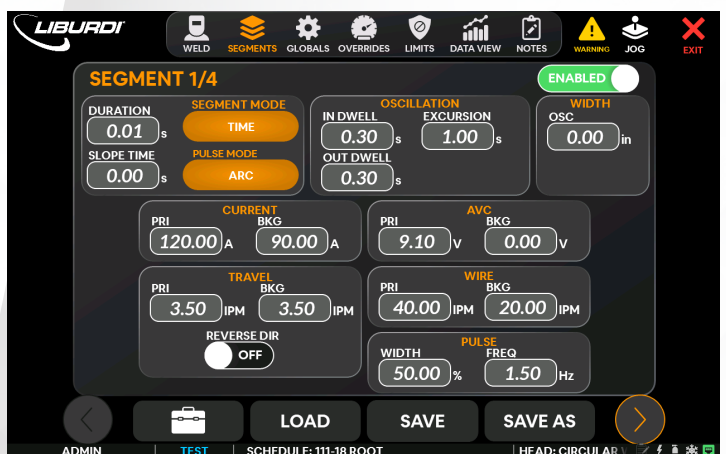 LIBURDI
WELD SEGMENTS GLOBALS OVERRIDES LIMITS DATA VIEW NOTES WARNING JOG EXIT
SEGMENT 1/4
ENABLED
DURATION
0.01 s
SEGMENT MODE
TIME
SLOPE TIME
0.00 s
PULSE MODE
ARC
OSCILLATION
IN DWELL EXCURSION
0.30 s 1.00 s
OUT DWELL
0.30 s
WIDTH
OSC
0.00 in
CURRENT
PRI BKG
120.00 A 90.00 A
AVC
PRI BKG
9.10 V 0.00 V
TRAVEL
PRI BKG
3.50 IPM 3.50 IPM
REVERSE DIR
OFF
WIRE
PRI BKG
40.00 IPM 20.00 IPM
PULSE
WIDTH FREQ
50.00 % 1.50 Hz
LOAD SAVE SAVE AS
ADMIN TEST SCHEDULE: 111-18 ROOT HEAD: CIRCULAR